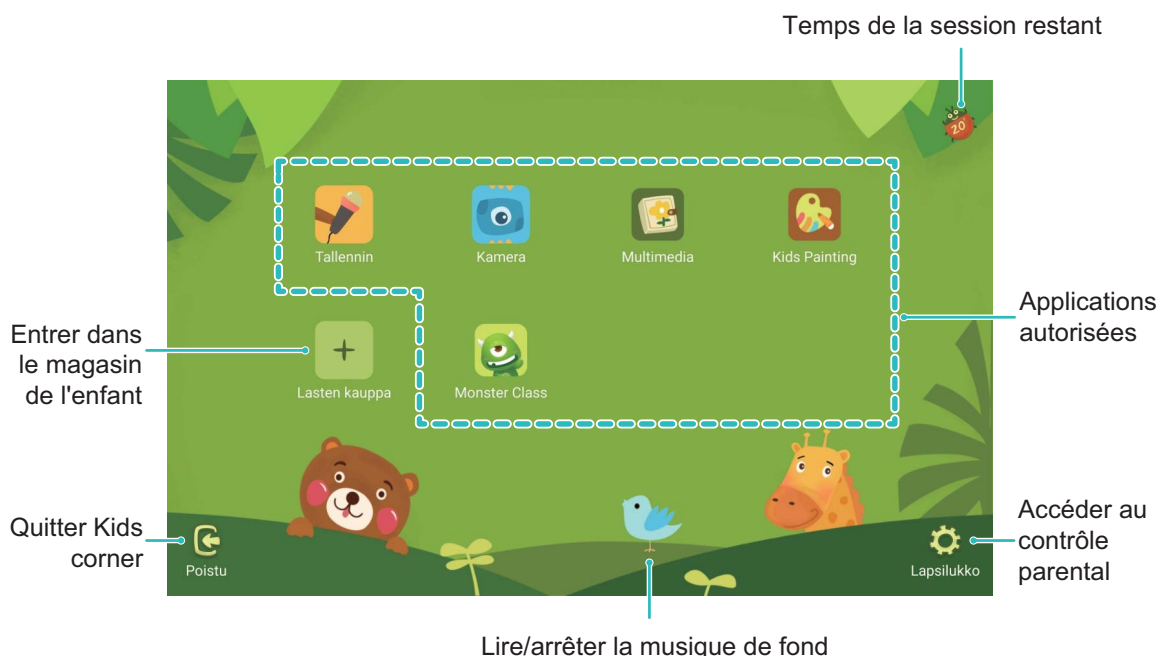 Temps de la session restant
20'
Tallennin
Kamera
Multimedia
Kids Painting
Applications
autorisées
Entrer dans
le magasin
de l'enfant
Lasten kauppa
Monster Class
Quitter Kids
corner
Poistu
Accéder au
contrôle
parental
Lapsilukko
Lire/arrêter la musique de fond